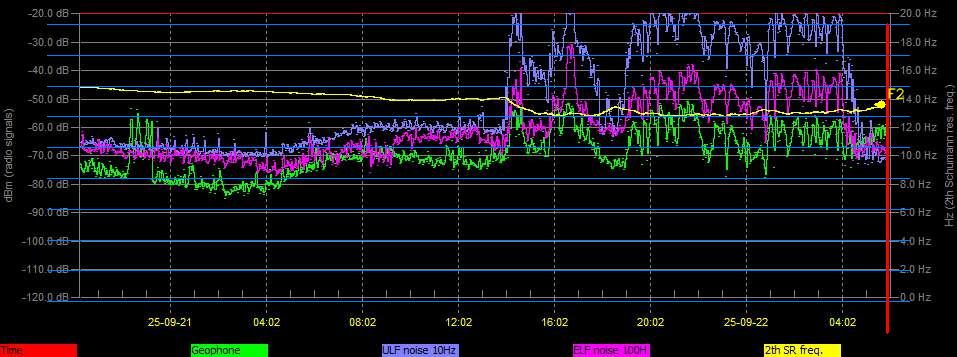 -20.0 dB 20.0 Hz
-30.0 dB 18.0 Hz
-40.0 dB 16.0 Hz
-50.0 dB 14.0 Hz
F2
-60.0 dB 12.0 Hz
-70.0 dB 10.0 Hz
-80.0 dB 8.0 Hz
-90.0 dB 6.0 Hz
-100.0 dB 4.0 Hz
-110.0 dB 2.0 Hz
-120.0 dB 0.0 Hz
dBm (radio signals)
Hz (2th Schumann res. freq.)
25-09-21 04:02 08:02 12:02 16:02 20:02 25-09-22 04:02
Time Geophone ULF noise 10Hz ELF noise 100H 2th SR freq.